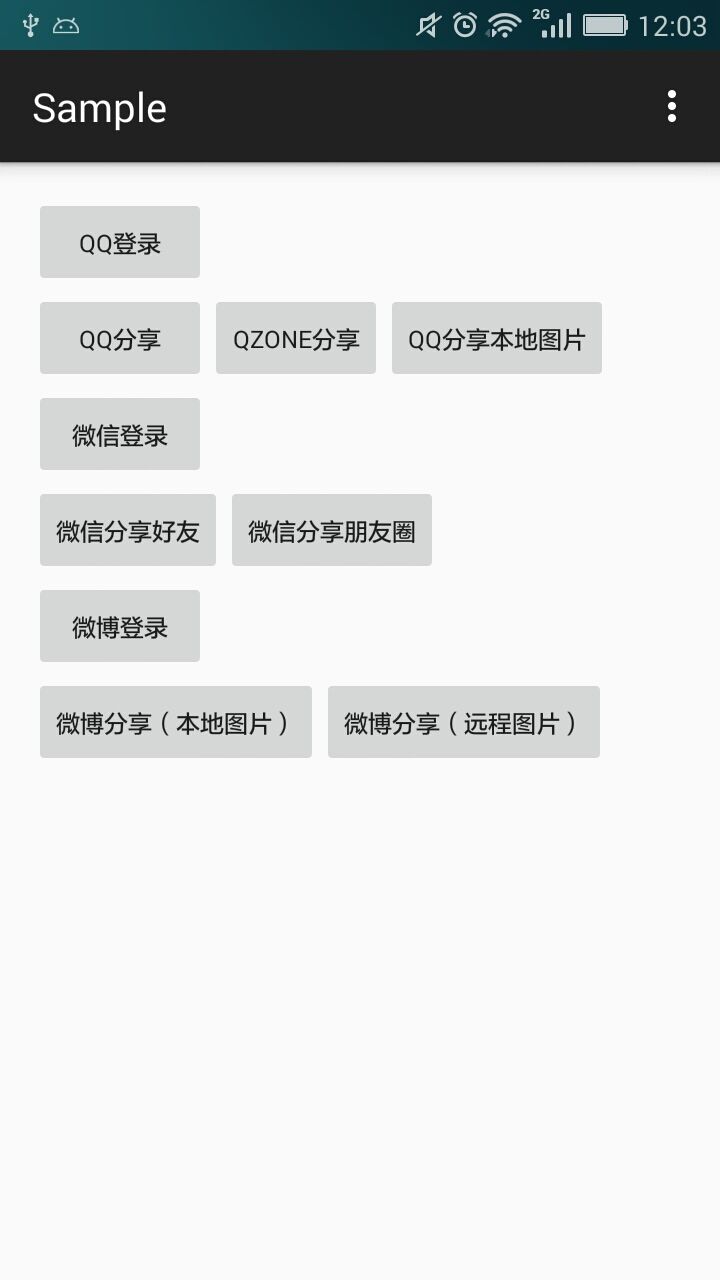 2G 12:03
Sample
QQ登录
QQ分享 QZONE分享 QQ分享本地图片
微信登录
微信分享好友 微信分享朋友圈
微博登录
微博分享（本地图片） 微博分享（远程图片）